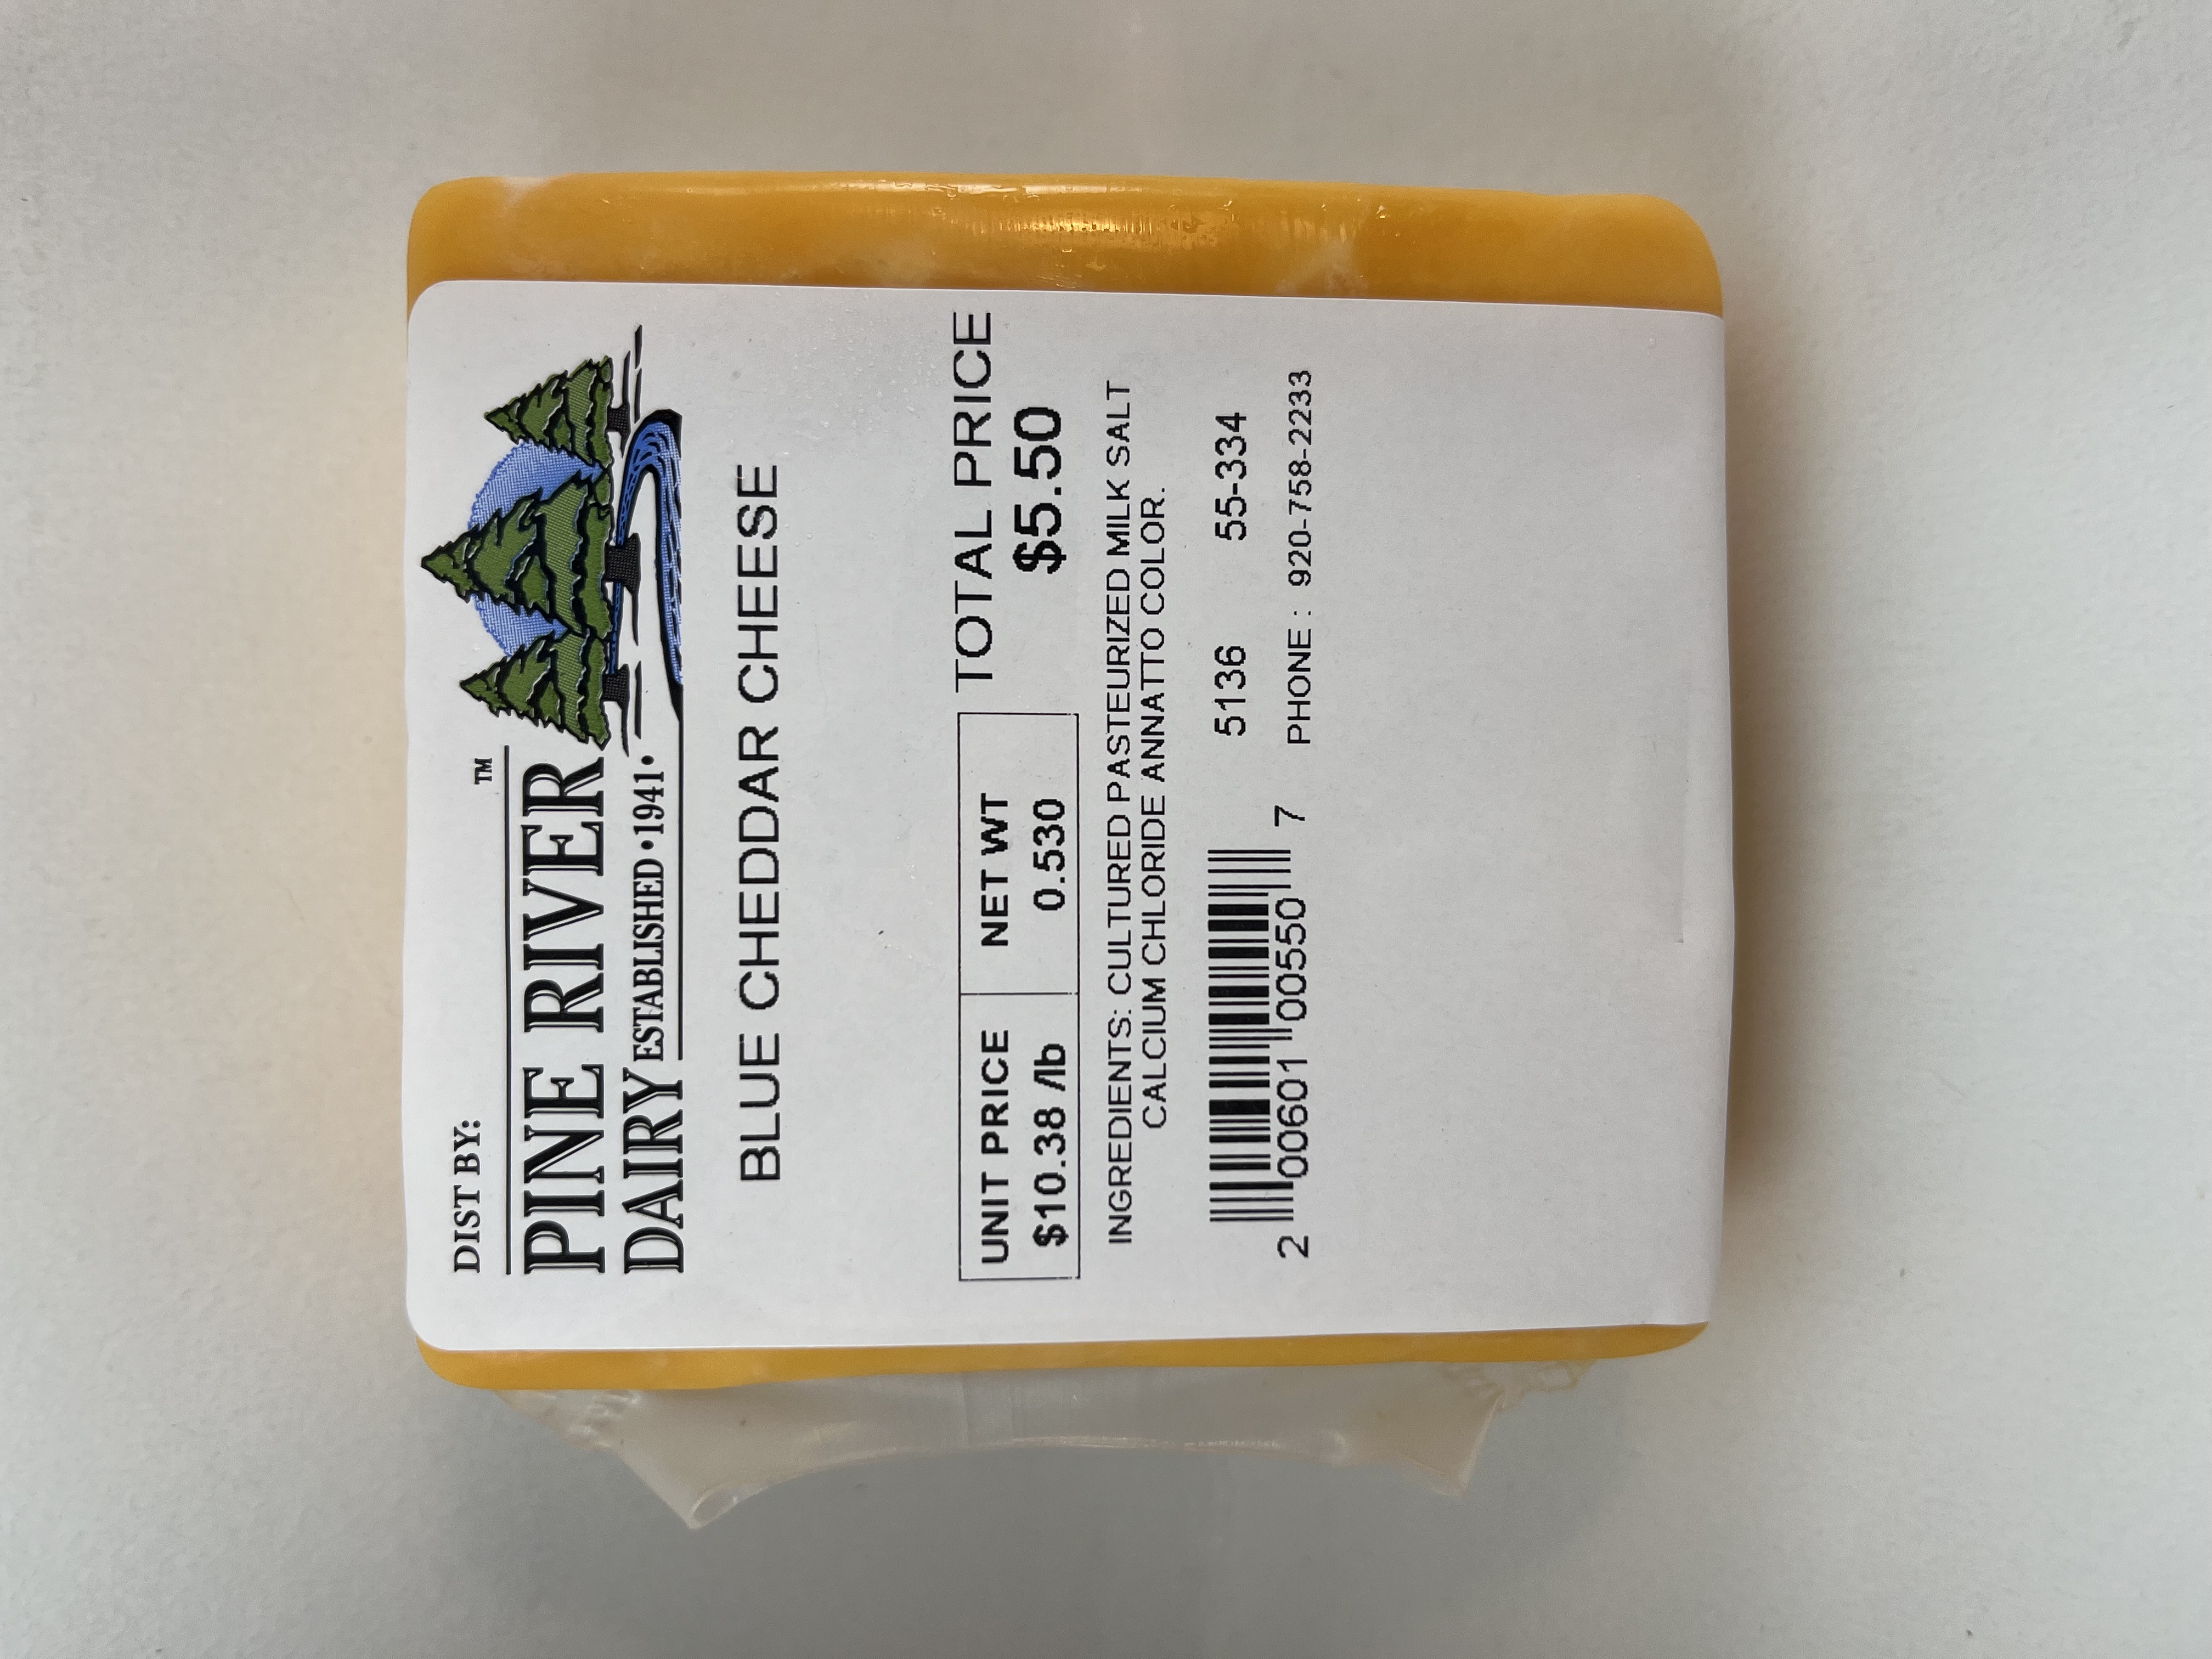 DIST BY:
PINE RIVER™
DAIRY ESTABLISHED • 1941 •
BLUE CHEDDAR CHEESE
UNIT PRICE NET WT TOTAL PRICE
$10.38 /lb 0.530 $5.50
INGREDIENTS: CULTURED PASTEURIZED MILK SALT
CALCIUM CHLORIDE ANNATTO COLOR.
5136 55-334
2 00601 00550 7
PHONE : 920-758-2233